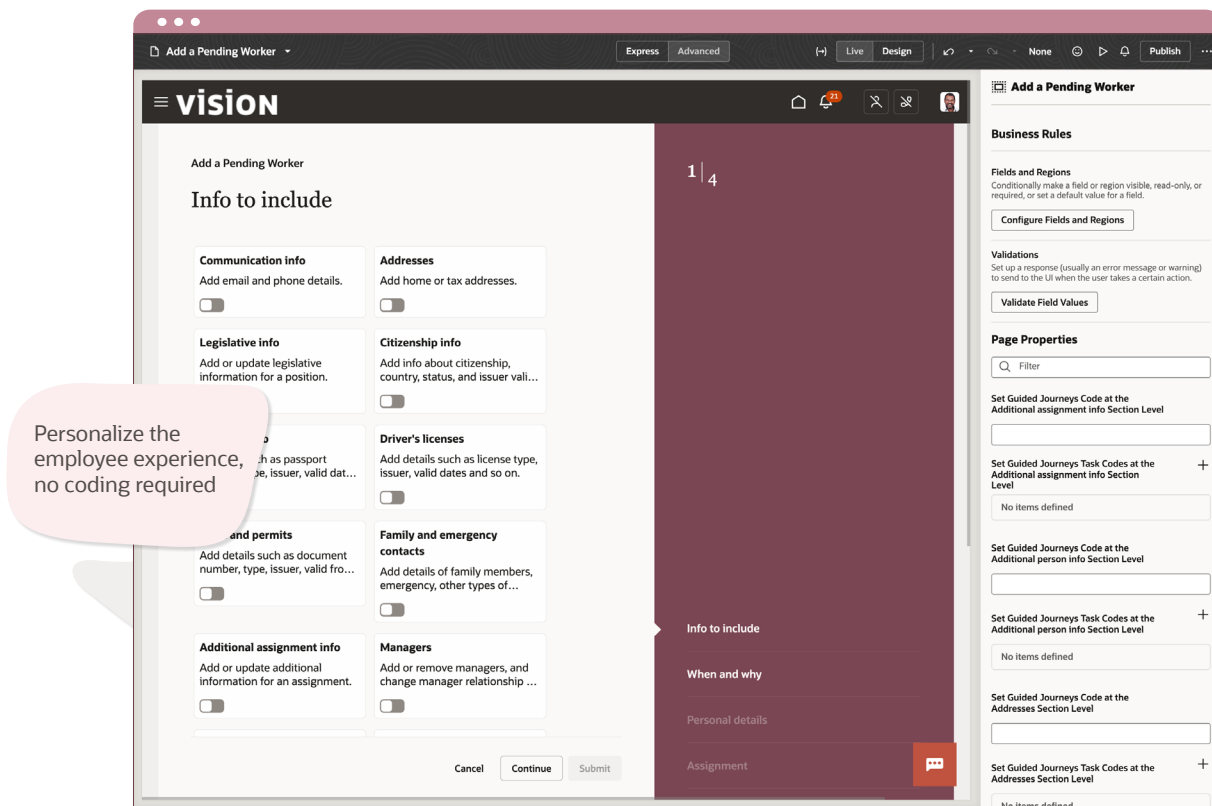 Add a Pending Worker
Express
Advanced
Live
Design
None
Publish
vision
21
Add a Pending Worker
Info to include
Communication info
Add email and phone details.
Addresses
Add home or tax addresses.
Legislative info
Add or update legislative
information for a position.
Citizenship info
Add info about citizenship,
country, status, and issuer vali...
as passport
issuer, valid dat...
Driver's licenses
Add details such as license type,
issuer, valid dates and so on.
and permits
Add details such as document
number, type, issuer, valid fro...
Family and emergency
contacts
Add details of family members,
emergency, other types of...
Additional assignment info
Add or update additional
information for an assignment.
Managers
Add or remove managers, and
change manager relationship ...
Cancel
Continue
Submit
Personalize the
employee experience,
no coding required
1 | 4
Info to include
When and why
Personal details
Assignment
Add a Pending Worker
Business Rules
Fields and Regions
Conditionally make a field or region visible, read-only, or
required, or set a default value for a field.
Configure Fields and Regions
Validations
Set up a response (usually an error message or warning)
to send to the UI when the user takes a certain action.
Validate Field Values
Page Properties
Filter
Set Guided Journeys Code at the
Additional assignment info Section Level
Set Guided Journeys Task Codes at the
Additional assignment info Section
Level
No items defined
Set Guided Journeys Code at the
Additional person info Section Level
Set Guided Journeys Task Codes at the
Additional person info Section Level
No items defined
Set Guided Journeys Code at the
Addresses Section Level
Set Guided Journeys Task Codes at the
Addresses Section Level
No items defined